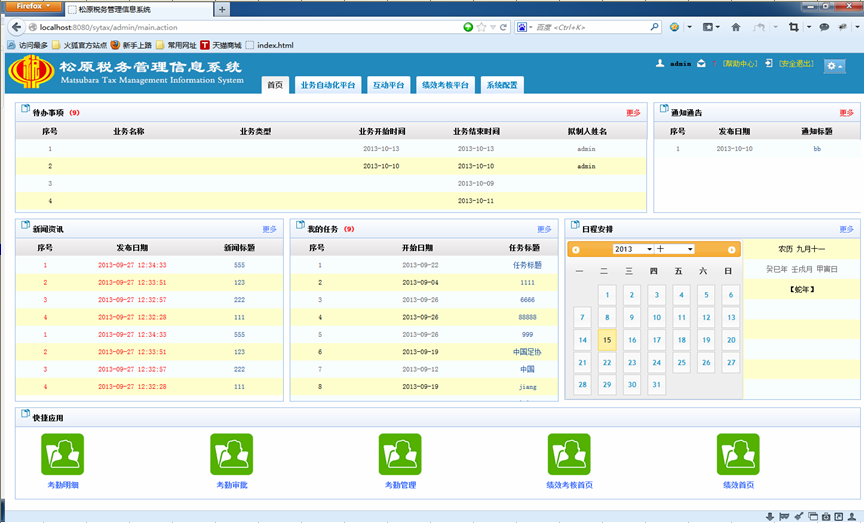 Firefox
松原税务管理信息系统
localhost:8080/sytax/admin/main.action
百度 <Ctrl+K>
访问最多 火狐官方站点 新手上路 常用网址 天猫商城 index.html
松原税务管理信息系统
Matsubara Tax Management Information System
首页 业务自动化平台 互动平台 绩效考核平台 系统配置
admin [帮助中心] [安全退出]
待办事项 (9) 更多
序号 业务名称 业务类型 业务开始时间 业务结束时间 拟制人姓名
1 2013-10-13 2013-10-13 admin
2 2013-10-10 2013-10-10 admin
3 2013-10-09
4 2013-10-11
通知通告 更多
序号 发布日期 通知标题
1 2013-10-10 bb
新闻资讯 更多
序号 发布日期 新闻标题
1 2013-09-27 12:34:33 555
2 2013-09-27 12:33:51 123
3 2013-09-27 12:32:57 222
4 2013-09-27 12:32:28 111
1 2013-09-27 12:34:33 555
2 2013-09-27 12:33:51 123
3 2013-09-27 12:32:57 222
4 2013-09-27 12:32:28 111
我的任务 (9) 更多
序号 开始日期 任务标题
1 2013-09-22 任务标题
2 2013-09-04 1111
3 2013-09-26 6666
4 2013-09-26 88888
5 2013-09-26 999
6 2013-09-19 中国足协
7 2013-09-12 中国
8 2013-09-19 jiang
日程安排 更多
2013 十
一 二 三 四 五 六 日
1 2 3 4 5 6
7 8 9 10 11 12 13
14 15 16 17 18 19 20
21 22 23 24 25 26 27
28 29 30 31
农历 九月十一
癸巳年 壬戌月 甲寅日
【蛇年】
快捷应用
考勤明细 考勤审批 考勤管理 绩效考核首页 绩效首页